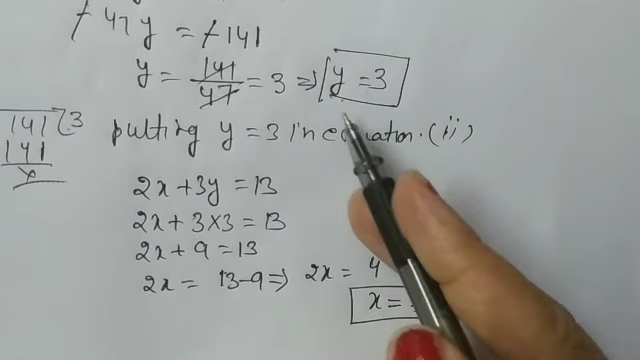 -47y = -141
y = 141/47 = 3 ⇒ y = 3
141 | 3
141
x
putting y = 3 in equation. (ii)
2x + 3y = 13
2x + 3×3 = 13
2x + 9 = 13
2x = 13-9 ⇒ 2x = 4
x =